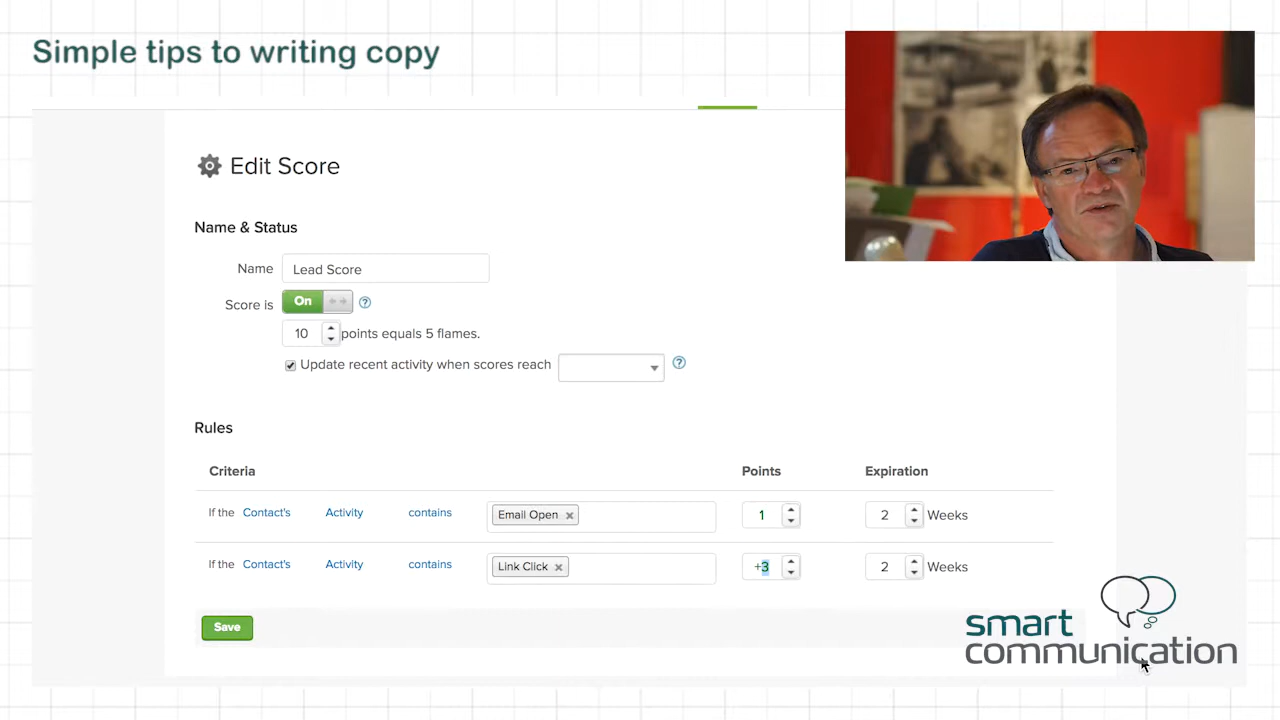 Simple tips to writing copy
Edit Score
Name & Status
Name Lead Score
Score is On ?
10 points equals 5 flames.
Update recent activity when scores reach ?
Rules
Criteria Points Expiration
If the Contact's Activity contains Email Open × 1 2 Weeks
If the Contact's Activity contains Link Click × +3 2 Weeks
Save
smart
communication